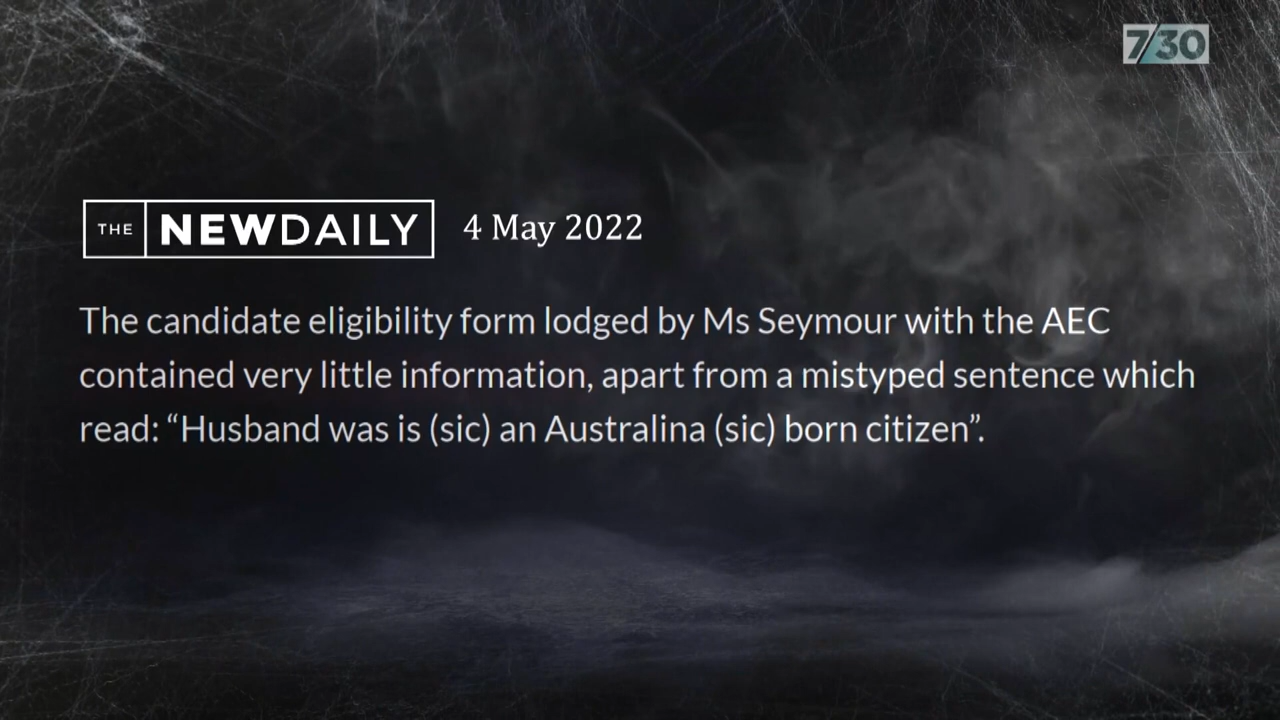 7/30
THE NEWDAILY 4 May 2022
The candidate eligibility form lodged by Ms Seymour with the AEC
contained very little information, apart from a mistyped sentence which
read: “Husband was is (sic) an Australina (sic) born citizen”.